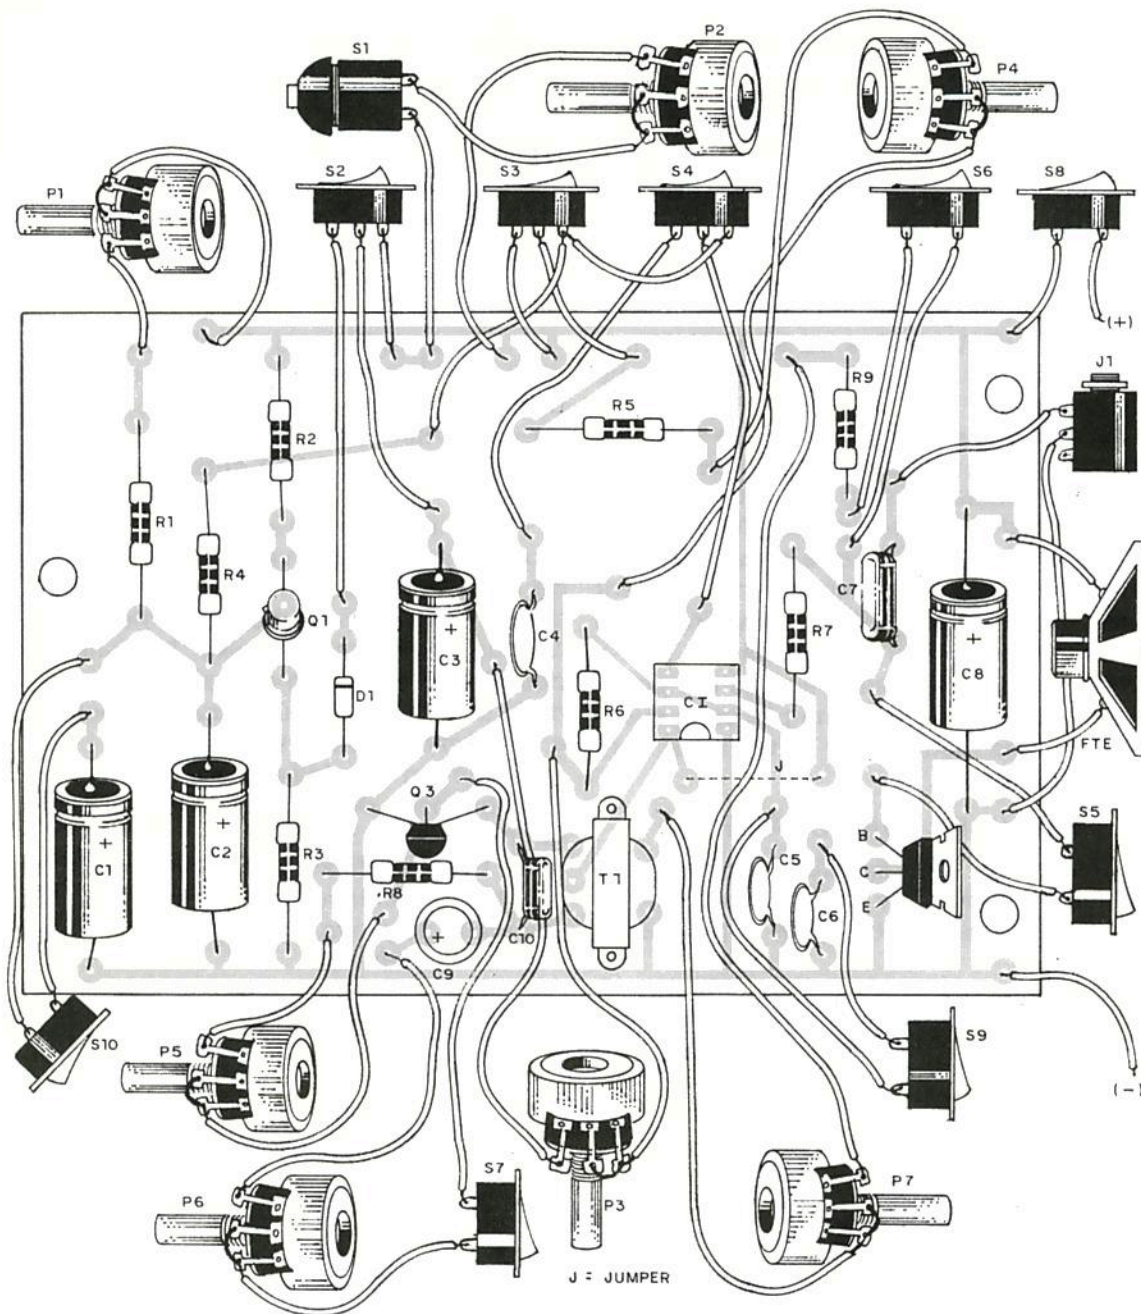 P2
S1
P4
S2
S3
S4
S6
S8
P1
(+)
J1
R9
R5
R2
R1
R4
C7
Q1
+
C3
C4
R7
+
C8
D1
R6
CI
FTE
J
Q3
S5
B
+
C1
+
C2
R3
C5
C
R8
T1
C6
E
C10
+
C9
S10
S9
P5
(-)
S7
P7
P6
P3
J = JUMPER